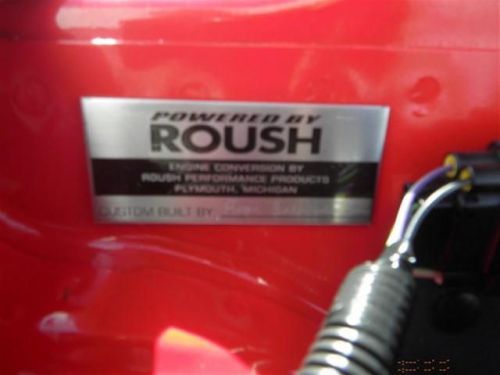 POWERED BY
ROUSH
ENGINE CONVERSION BY
ROUSH PERFORMANCE PRODUCTS
PLYMOUTH, MICHIGAN
CUSTOM BUILT BY